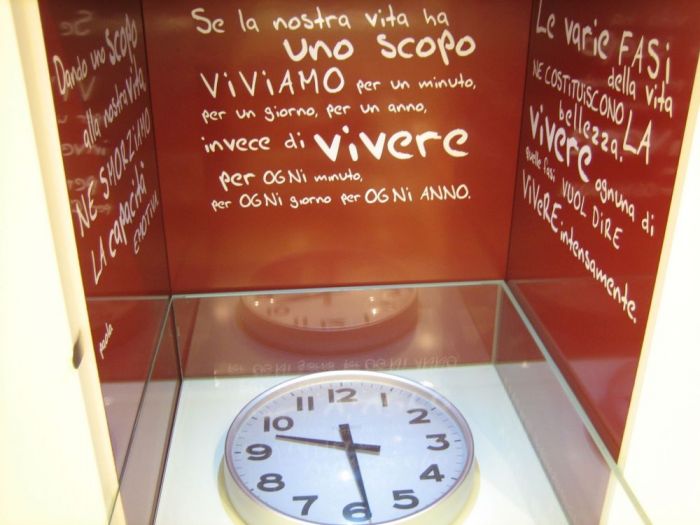 Dando uno SCOPO
alla nostra vita,
NE SMORZIAMO
LA capacità
EMOTIVA.
paola
Se la nostra vita ha
uno scopo
ViViAMO per un minuto,
per un giorno, per un anno,
invece di vivere
per OGNi minuto,
per OGNi giorno per OGNi ANNO.
Le varie FASi
della vita
NE COSTITUISCONO LA
bellezza.
vivere ognuna di
quelle fasi VUOL DIRE
ViVeRE intensamente.
12
1
2
3
4
5
6
7
8
9
10
11